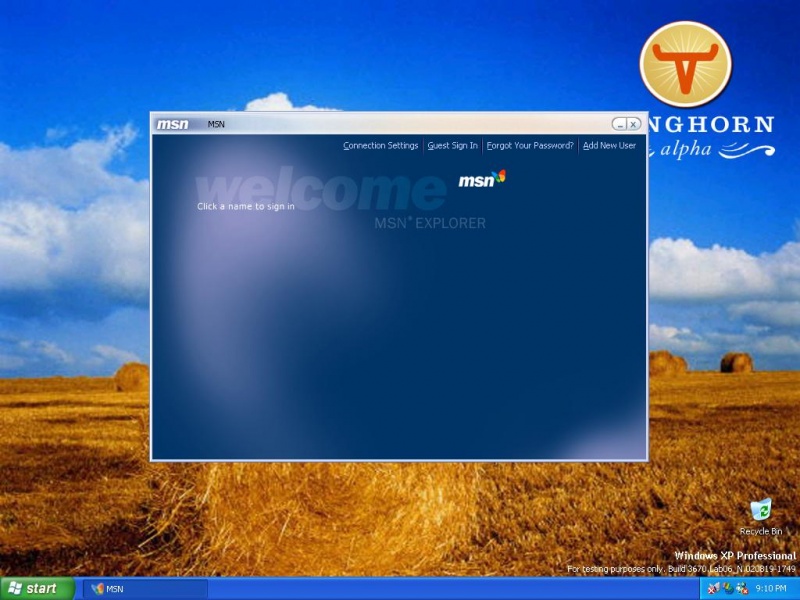 msn MSN
Connection Settings Guest Sign In Forgot Your Password? Add New User
welcome msn
Click a name to sign in
MSN EXPLORER
NGHORN
alpha
Recycle Bin
Windows XP Professional
For testing purposes only. Build 3670.Lab06_N.020819-1749
start MSN 9:10 PM